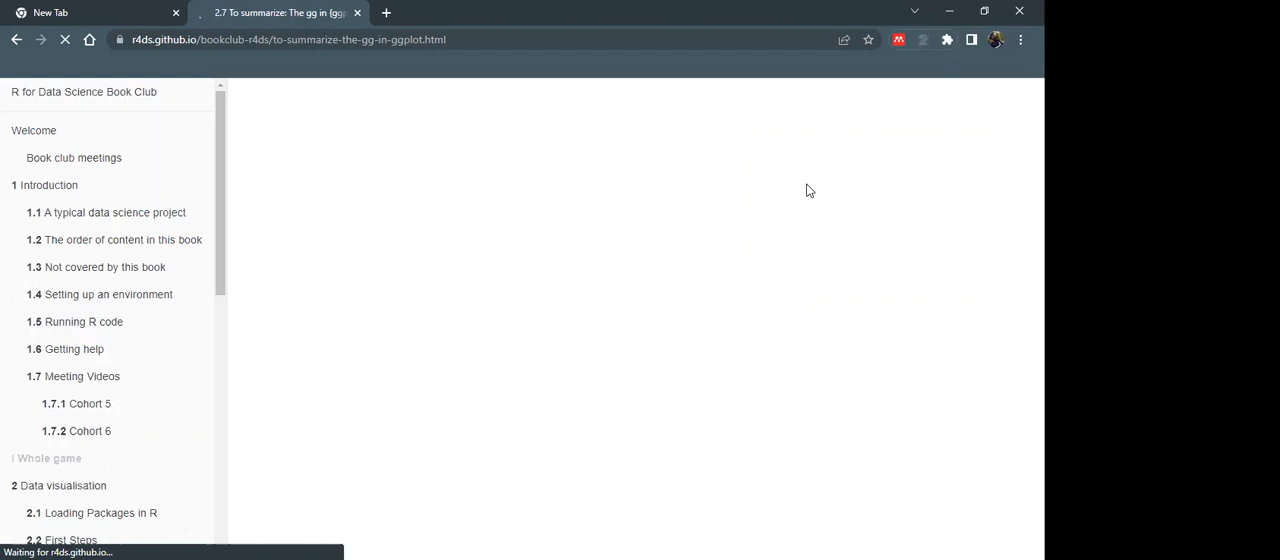 New Tab
2.7 To summarize: The gg in {ggp
r4ds.github.io/bookclub-r4ds/to-summarize-the-gg-in-ggplot.html
R for Data Science Book Club
Welcome
Book club meetings
1 Introduction
1.1 A typical data science project
1.2 The order of content in this book
1.3 Not covered by this book
1.4 Setting up an environment
1.5 Running R code
1.6 Getting help
1.7 Meeting Videos
1.7.1 Cohort 5
1.7.2 Cohort 6
I Whole game
2 Data visualisation
2.1 Loading Packages in R
2.2 First Steps
Waiting for r4ds.github.io...